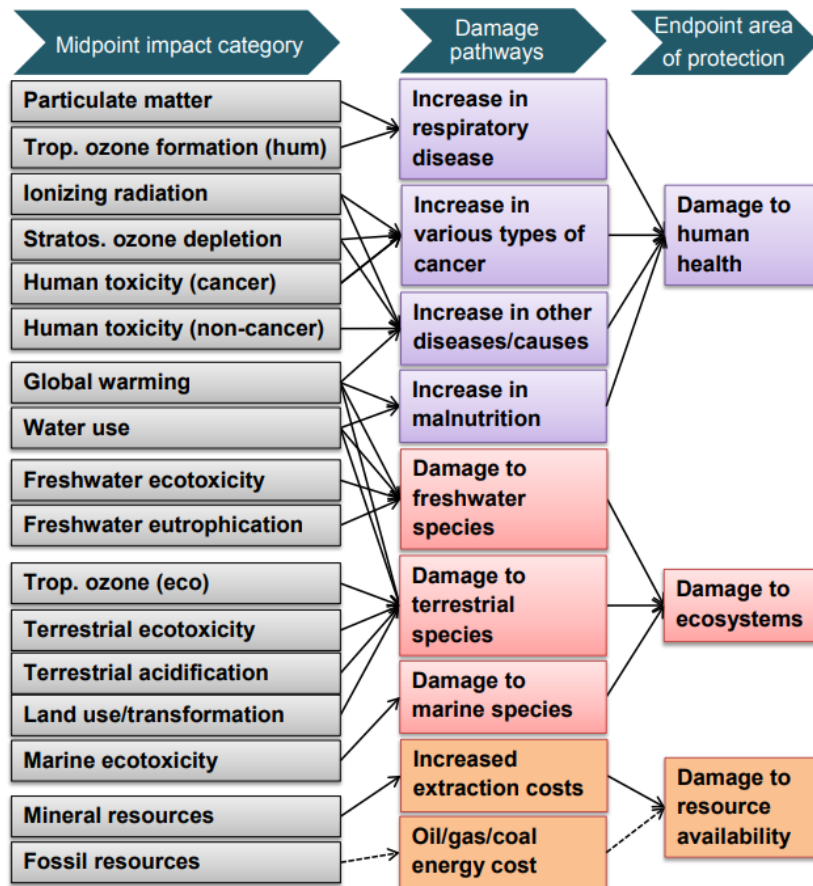 Midpoint impact category
Damage
pathways
Endpoint area
of protection
Particulate matter
Trop. ozone formation (hum)
Ionizing radiation
Stratos. ozone depletion
Human toxicity (cancer)
Human toxicity (non-cancer)
Global warming
Water use
Freshwater ecotoxicity
Freshwater eutrophication
Trop. ozone (eco)
Terrestrial ecotoxicity
Terrestrial acidification
Land use/transformation
Marine ecotoxicity
Mineral resources
Fossil resources
Increase in
respiratory
disease
Increase in
various types of
cancer
Increase in other
diseases/causes
Increase in
malnutrition
Damage to
freshwater
species
Damage to
terrestrial
species
Damage to
marine species
Increased
extraction costs
Oil/gas/coal
energy cost
Damage to
human
health
Damage to
ecosystems
Damage to
resource
availability